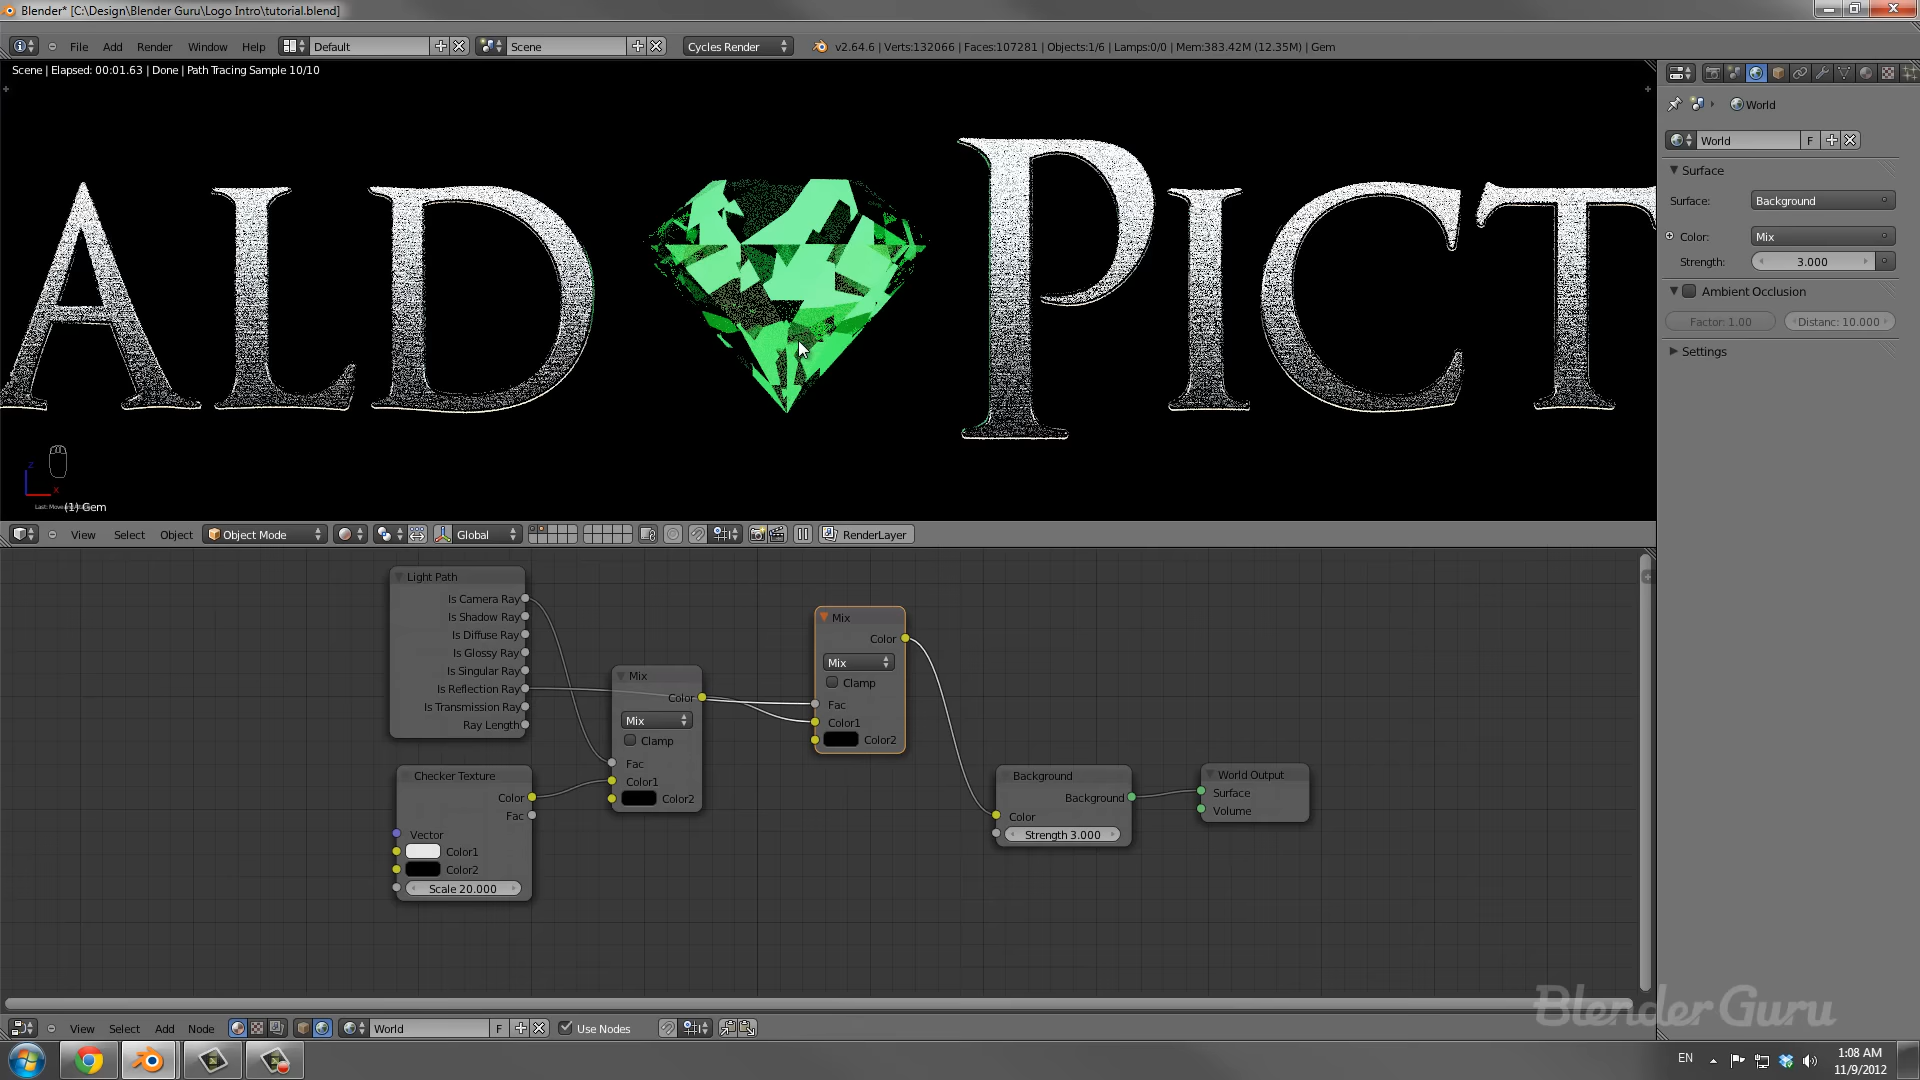 Blender* [C:\Design\Blender Guru\Logo Intro\tutorial.blend]
File Add Render Window Help Default Scene Cycles Render v2.64.6 | Verts:132066 | Faces:107281 | Objects:1/6 | Lamps:0/0 | Mem:383.42M (12.35M) | Gem
Scene | Elapsed: 00:01.63 | Done | Path Tracing Sample 10/10
ALD PICT
z
x
(1) Gem
View Select Object Object Mode Global RenderLayer
World
World F
Surface
Surface: Background
Color: Mix
Strength: 3.000
Ambient Occlusion
Factor: 1.00 Distanc: 10.000
Settings
Light Path
Is Camera Ray
Is Shadow Ray
Is Diffuse Ray
Is Glossy Ray
Is Singular Ray
Is Reflection Ray
Is Transmission Ray
Ray Length
Checker Texture
Color
Fac
Vector
Color1
Color2
Scale 20.000
Mix
Color
Mix
Clamp
Fac
Color1
Color2
Mix
Color
Mix
Clamp
Fac
Color1
Color2
Background
Background
Color
Strength 3.000
World Output
Surface
Volume
BlenderGuru
View Select Add Node World F Use Nodes
EN 1:08 AM
11/9/2012